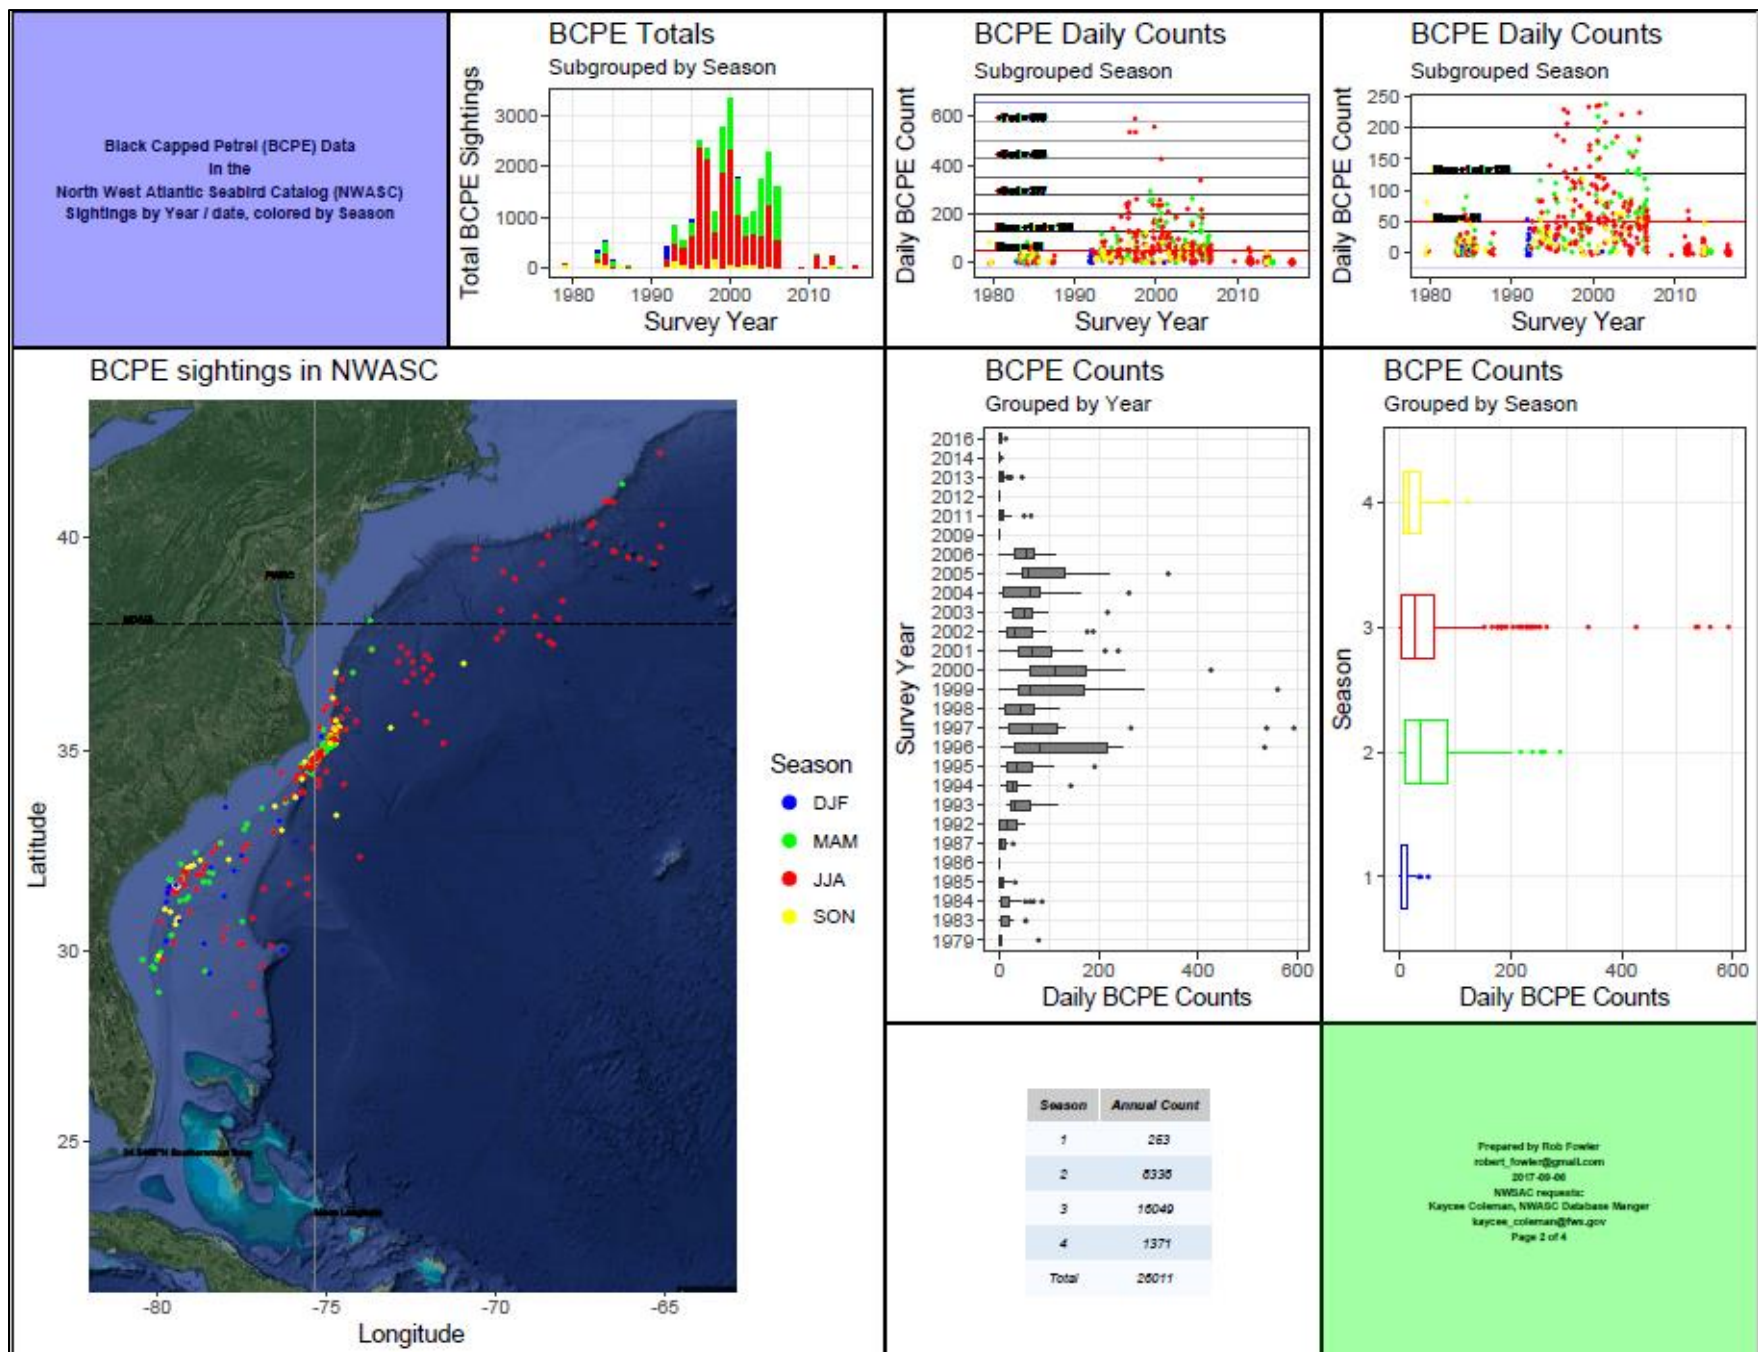 Black Capped Petrel (BCPE) Data
in the
North West Atlantic Seabird Catalog (NWASC)
Sightings by Year / date, colored by Season
BCPE Totals
Subgrouped by Season
Total BCPE Sightings
3000
2000
1000
0
1980 1990 2000 2010
Survey Year
BCPE Daily Counts
Subgrouped Season
Daily BCPE Count
600
400
200
0
1980 1990 2000 2010
Survey Year
BCPE Daily Counts
Subgrouped Season
Daily BCPE Count
250
200
150
100
50
0
1980 1990 2000 2010
Survey Year
BCPE sightings in NWASC
Latitude
40
35
30
25
PWRC
Mean Longitude
-80 -75 -70 -65
Longitude
Season
DJF
MAM
JJA
SON
BCPE Counts
Grouped by Year
Survey Year
2016
2014
2013
2012
2011
2009
2006
2005
2004
2003
2002
2001
2000
1999
1998
1997
1996
1995
1994
1993
1992
1987
1986
1985
1984
1983
1979
0 200 400 600
Daily BCPE Counts
BCPE Counts
Grouped by Season
Season
4
3
2
1
0 200 400 600
Daily BCPE Counts
Season Annual Count
1 253
2 8338
3 16049
4 1371
Total 26011
Prepared by Rob Fowler
robert_fowler@gmail.com
2017-09-06
NWSAC requests:
Kaycee Coleman, NWASC Database Manger
kaycee_coleman@fws.gov
Page 2 of 4